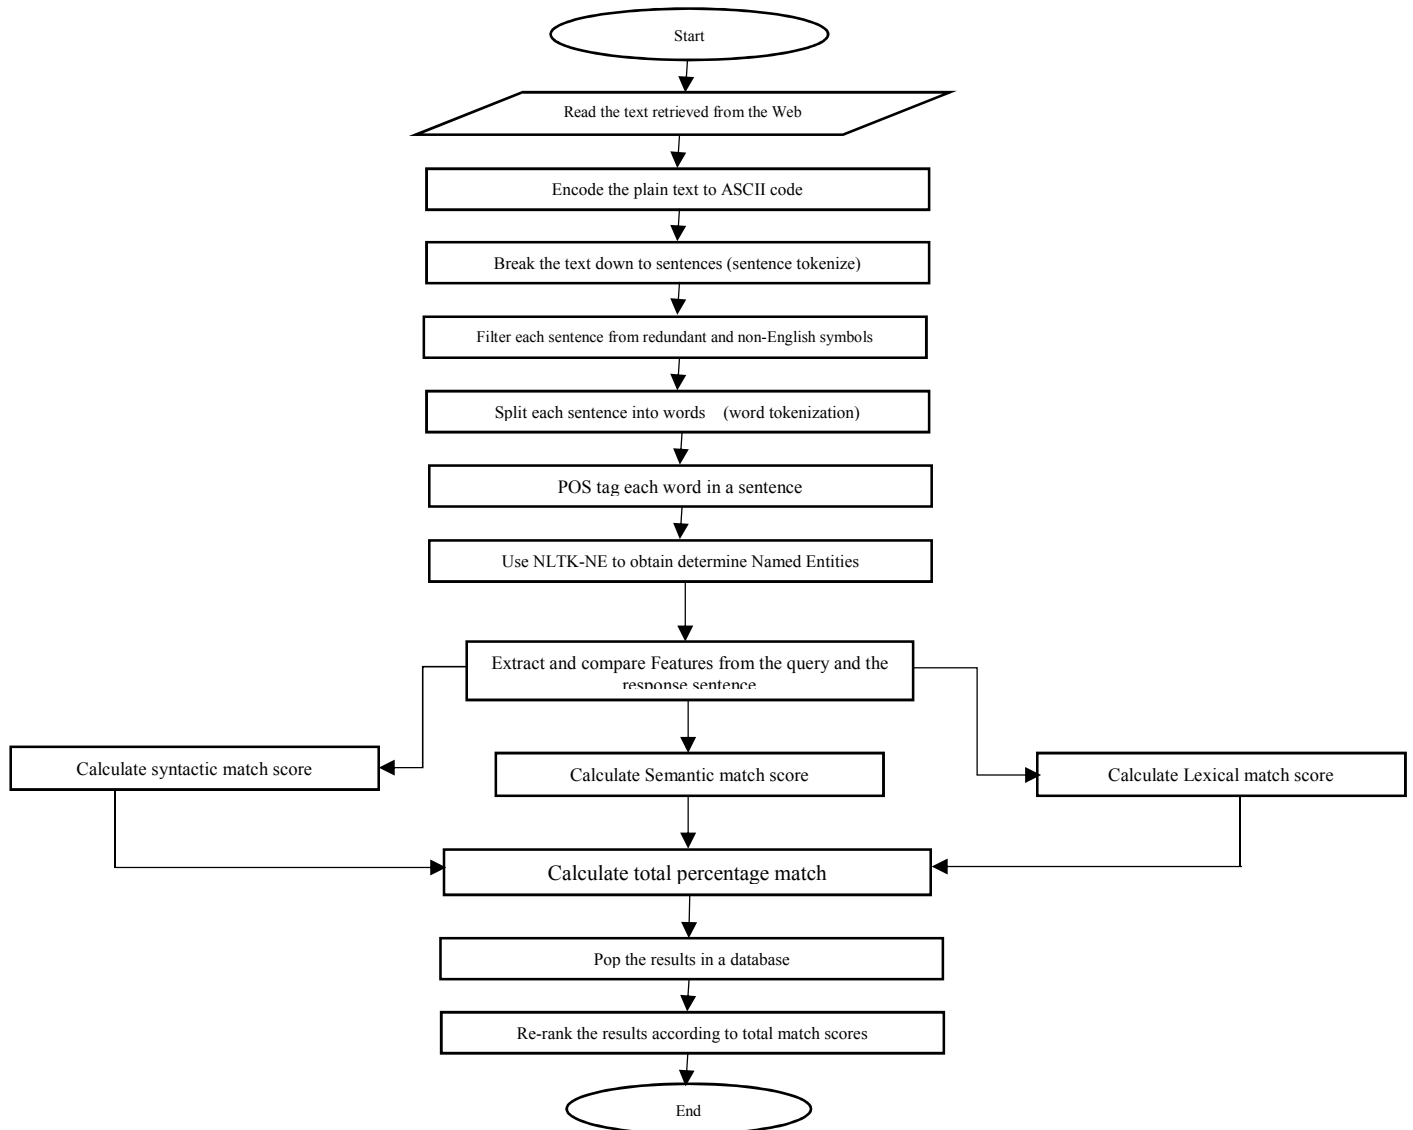 Start
Read the text retrieved from the Web
Encode the plain text to ASCII code
Break the text down to sentences (sentence tokenize)
Filter each sentence from redundant and non-English symbols
Split each sentence into words (word tokenization)
POS tag each word in a sentence
Use NLTK-NE to obtain determine Named Entities
Extract and compare Features from the query and the
response sentence
Calculate syntactic match score
Calculate Semantic match score
Calculate Lexical match score
Calculate total percentage match
Pop the results in a database
Re-rank the results according to total match scores
End